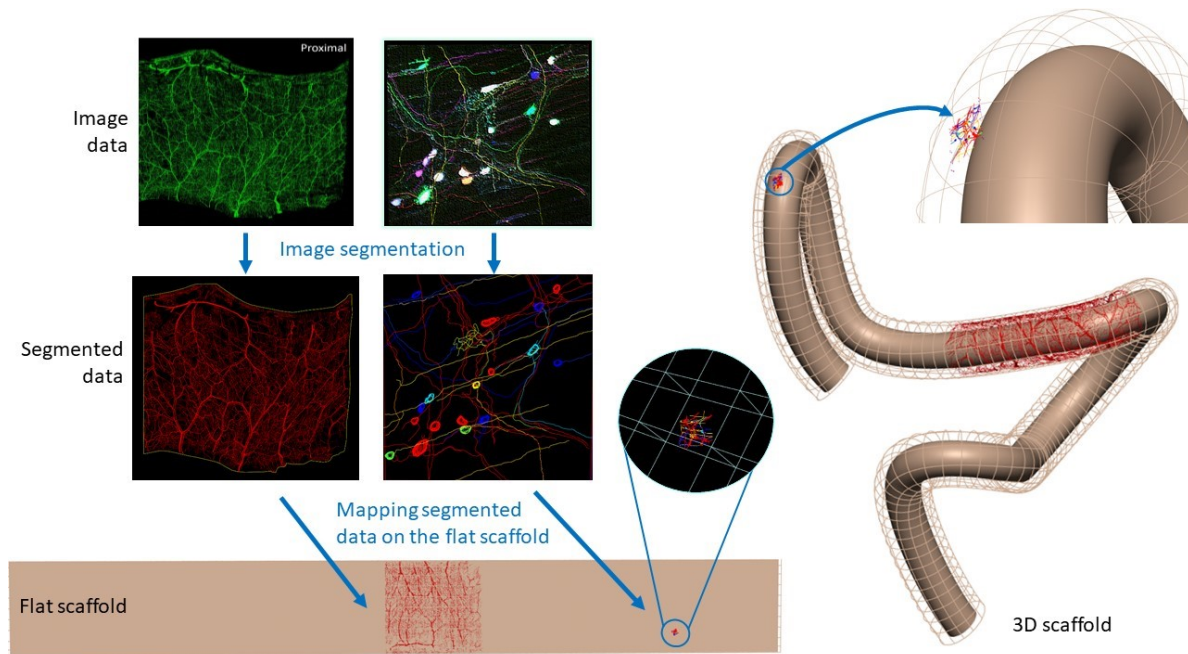 Proximal
Image
data
Image segmentation
Segmented
data
Mapping segmented
data on the flat scaffold
Flat scaffold
3D scaffold